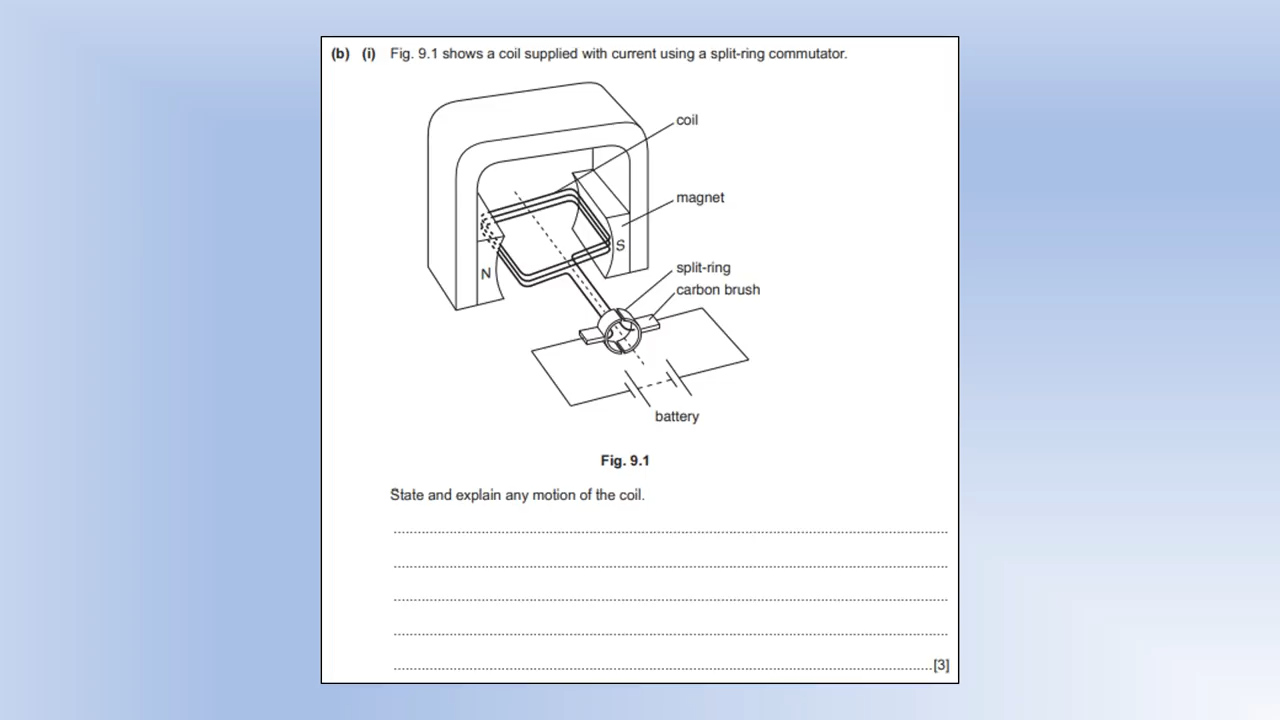 (b) (i) Fig. 9.1 shows a coil supplied with current using a split-ring commutator.
coil
magnet
S
N
split-ring
carbon brush
battery
Fig. 9.1
State and explain any motion of the coil.
[3]